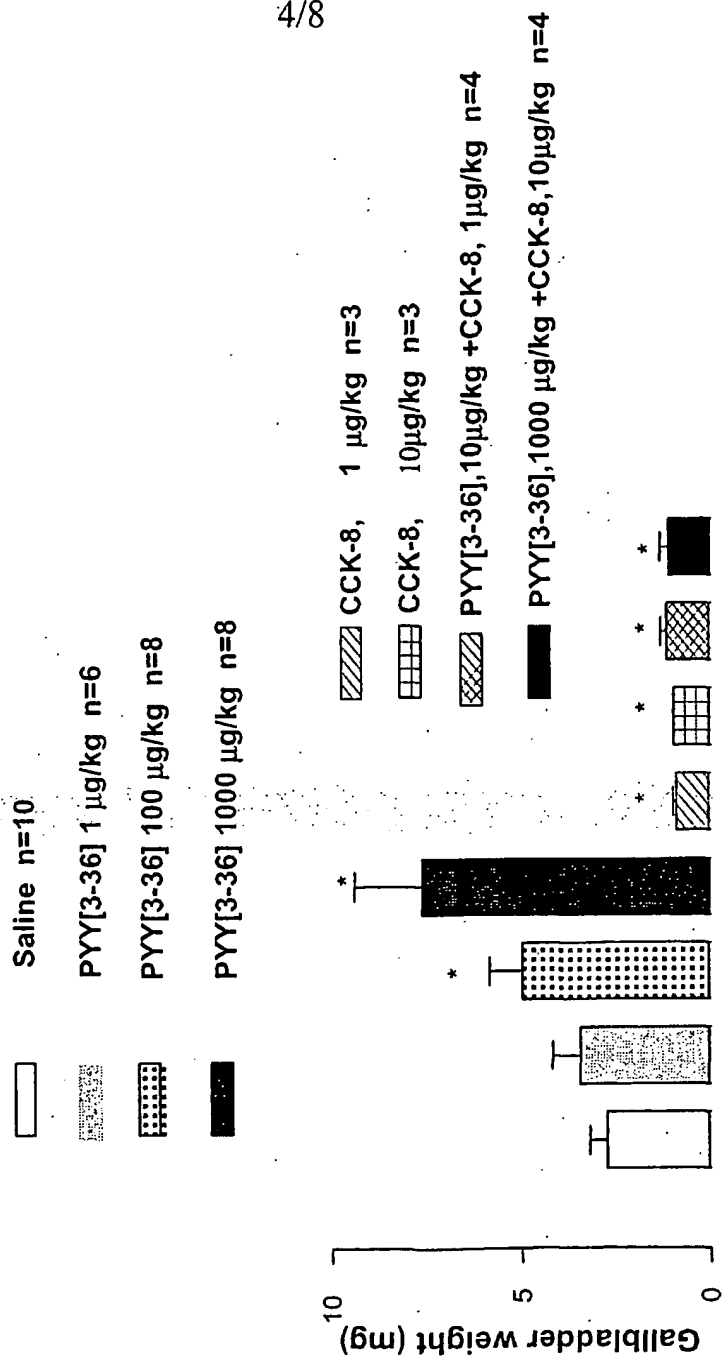 4/8
Saline n=10
PYY[3-36] 1 µg/kg n=6
PYY[3-36] 100 µg/kg n=8
PYY[3-36] 1000 µg/kg n=8
CCK-8, 1 µg/kg n=3
CCK-8, 10µg/kg n=3
PYY[3-36],10µg/kg +CCK-8, 1µg/kg n=4
PYY[3-36],1000 µg/kg +CCK-8,10µg/kg n=4
Gallbladder weight (mg)
10
5
0
* * * * * *